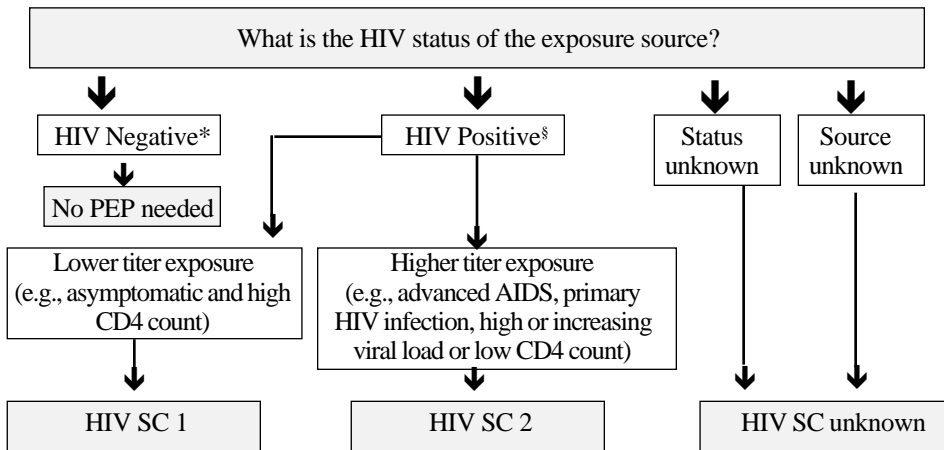 What is the HIV status of the exposure source?
HIV Negative*
HIV Positive§
Status
unknown
Source
unknown
No PEP needed
Lower titer exposure
(e.g., asymptomatic and high
CD4 count)
Higher titer exposure
(e.g., advanced AIDS, primary
HIV infection, high or increasing
viral load or low CD4 count)
HIV SC 1
HIV SC 2
HIV SC unknown